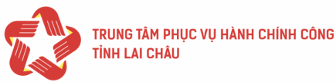 TRUNG TÂM PHỤC VỤ HÀNH CHÍNH CÔNG
TỈNH LAI CHÂU